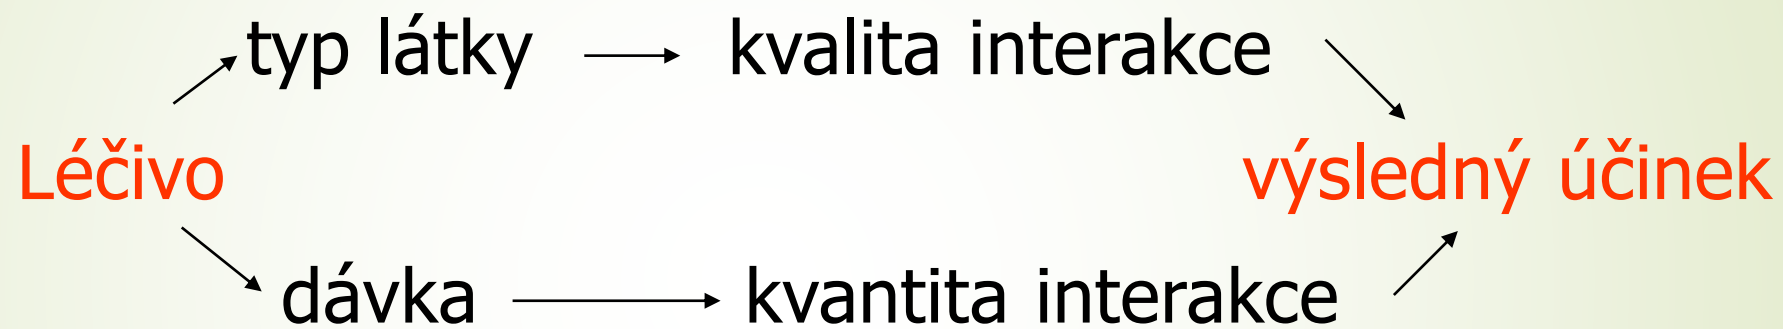 typ látky kvalita interakce
Léčivo výsledný účinek
dávka kvantita interakce